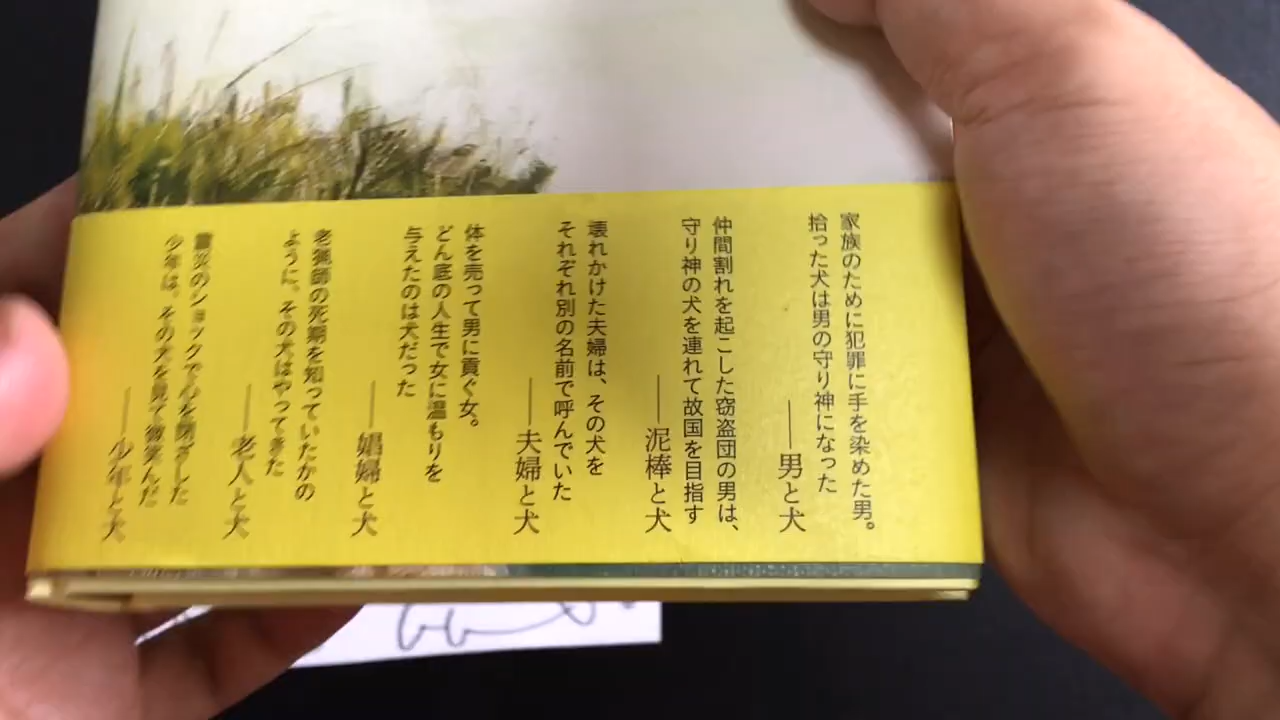 家族のために犯罪に手を染めた男。
拾った犬は男の守り神になった
――男と犬
仲間割れを起こした窃盗団の男は、
守り神の犬を連れて故国を目指す
――泥棒と犬
壊れかけた夫婦は、その犬を
それぞれ別の名前で呼んでいた
――夫婦と犬
体を売って男に貢ぐ女。
どん底の人生で女に温もりを
与えたのは犬だった
――娼婦と犬
老猟師の死期を知っていたかの
ように、その犬はやってきた
――老人と犬
震災のショックで心を閉ざした
少年は、その犬を見て微笑んだ
――少年と犬